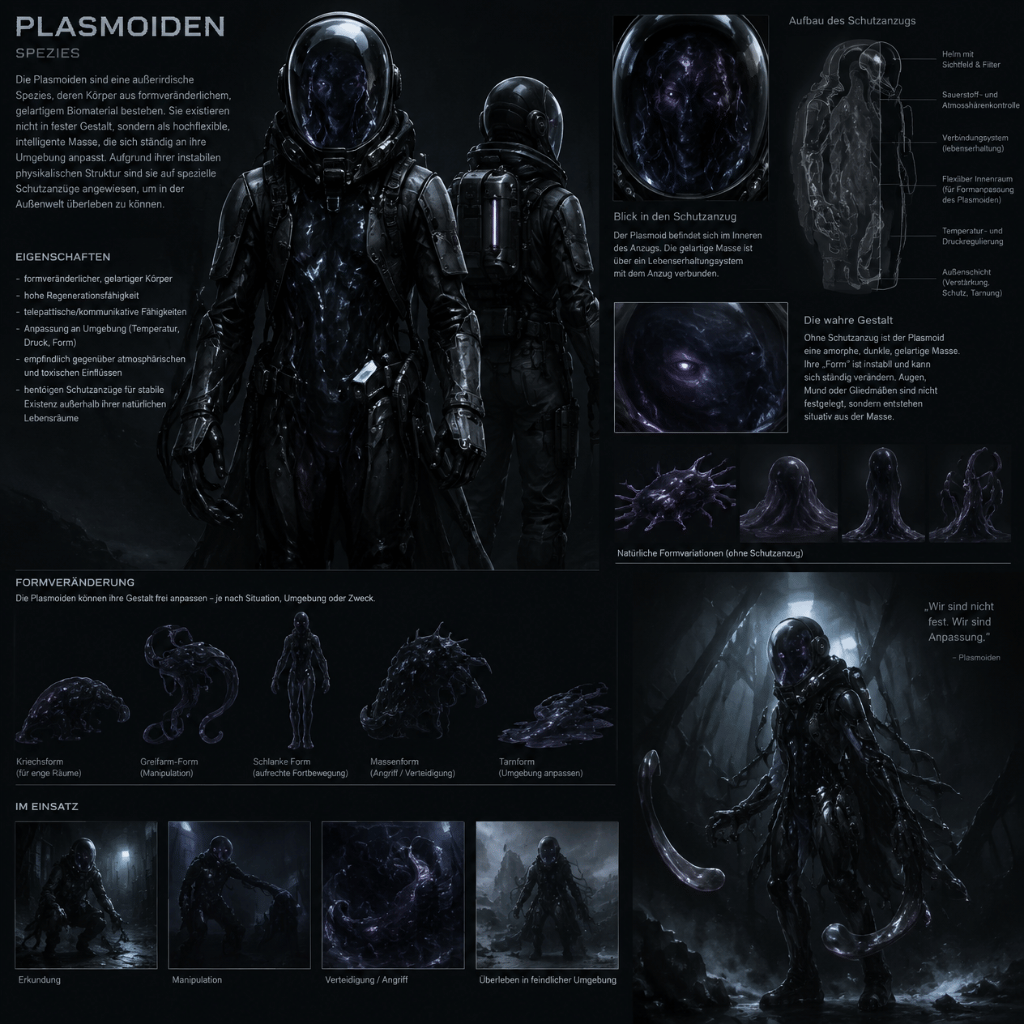 PLASMOIDEN
SPEZIES
Die Plasmoiden sind eine außerirdische
Spezies, deren Körper aus formveränderlichem,
gelartigem Biomaterial bestehen. Sie existieren
nicht in fester Gestalt, sondern als hochflexible,
intelligente Masse, die sich ständig an ihre
Umgebung anpasst. Aufgrund ihrer instabilen
physikalischen Struktur sind sie auf spezielle
Schutzanzüge angewiesen, um in der
Außenwelt überleben zu können.
EIGENSCHAFTEN
- formveränderlicher, gelartiger Körper
- hohe Regenerationsfähigkeit
- telepattische/kommunikative Fähigkeiten
- Anpassung an Umgebung (Temperatur,
Druck, Form)
- empfindlich gegenüber atmosphärischen
und toxischen Einflüssen
- bentöigen Schutzanzüge für stabile
Existenz außerhalb ihrer natürlichen
Lebensräume
Blick in den Schutzanzug
Der Plasmoid befindet sich im Inneren
des Anzugs. Die gelartige Masse ist
über ein Lebenserhaltungsystem
mit dem Anzug verbunden.
Aufbau des Schutzanzugs
Helm mit
Sichtfeld & Filter
Sauerstoff- und
Atmosshärenkontrolle
Verbindungsystem
(lebenserhaltung)
Flexibler Innenraum
(für Formanpassung
des Plasmoiden)
Temperatur- und
Druckregulierung
Außenschicht
(Verstärkung,
Schutz, Tarnung)
Die wahre Gestalt
Ohne Schutzanzug ist der Plasmoid
eine amorphe, dunkle, gelartige Masse.
Ihre „Form" ist instabil und kann
sich ständig verändern. Augen,
Mund oder Gliedmäßen sind nicht
festgelegt, sondern entstehen
situativ aus der Masse.
Natürliche Formvariationen (ohne Schutzanzug)
FORMVERÄNDERUNG
Die Plasmoiden können ihre Gestalt frei anpassen – je nach Situation, Umgebung oder Zweck.
Kriechsform
(für enge Räume)
Greifarm-Form
(Manipulation)
Schlanke Form
(aufrechte Fortbewegung)
Massenform
(Angriff / Verteidigung)
Tarnform
(Umgebung anpassen)
„Wir sind nicht
fest. Wir sind
Anpassung."
– Plasmoiden
IM EINSATZ
Erkundung
Manipulation
Verteidigung / Angriff
Überleben in feindlicher Umgebung